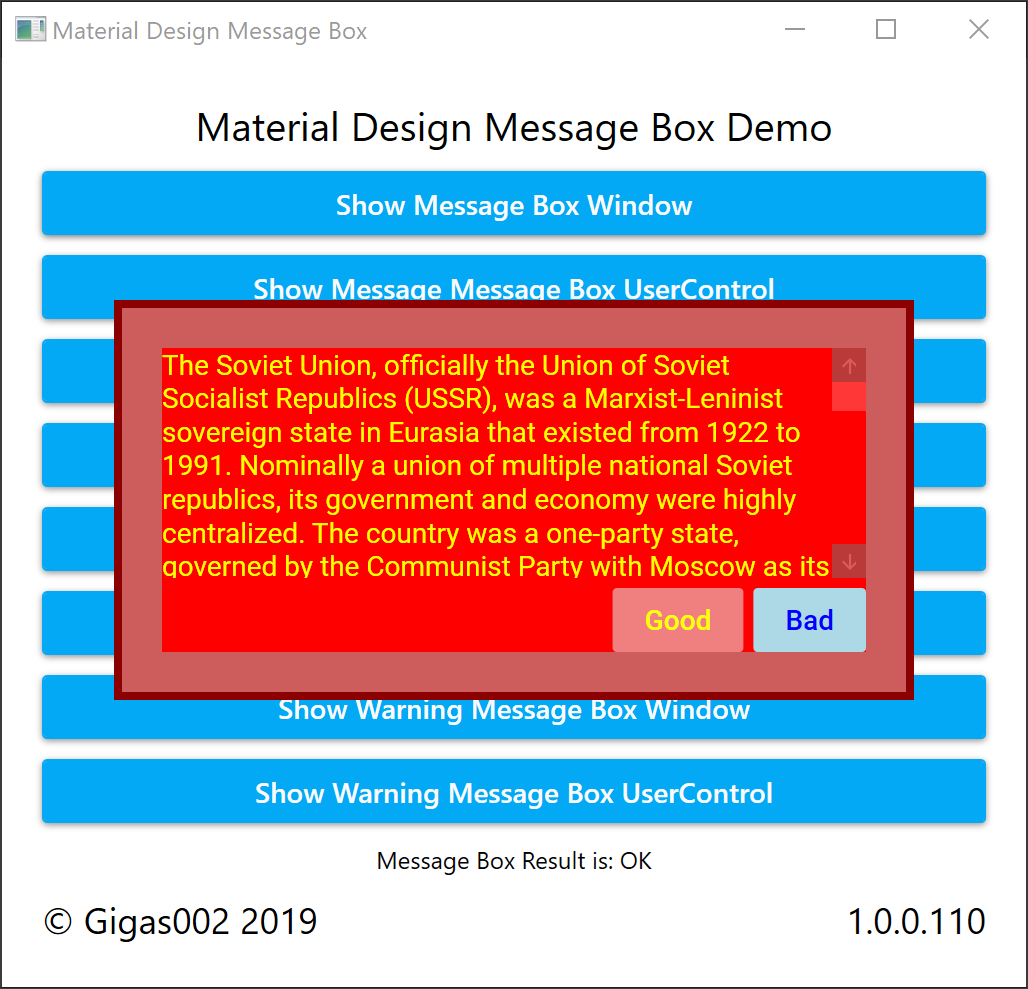 Material Design Message Box
Material Design Message Box Demo
Show Message Box Window
Show Message Message Box UserControl
The Soviet Union, officially the Union of Soviet
Socialist Republics (USSR), was a Marxist-Leninist
sovereign state in Eurasia that existed from 1922 to
1991. Nominally a union of multiple national Soviet
republics, its government and economy were highly
centralized. The country was a one-party state,
governed by the Communist Party with Moscow as its
Good Bad
Show Warning Message Box Window
Show Warning Message Box UserControl
Message Box Result is: OK
© Gigas002 2019 1.0.0.110